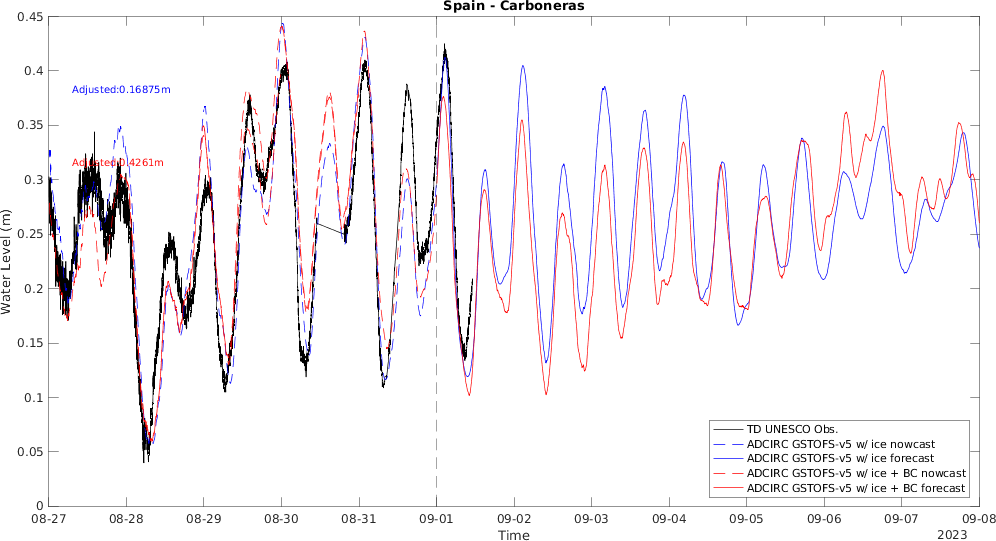 Spain - Carboneras
Water Level (m)
0.45
0.4
0.35
0.3
0.25
0.2
0.15
0.1
0.05
0
Adjusted:0.16875m
Adjusted:0.4261m
TD UNESCO Obs.
ADCIRC GSTOFS-v5 w/ ice nowcast
ADCIRC GSTOFS-v5 w/ ice forecast
ADCIRC GSTOFS-v5 w/ ice + BC nowcast
ADCIRC GSTOFS-v5 w/ ice + BC forecast
08-27 08-28 08-29 08-30 08-31 09-01 09-02 09-03 09-04 09-05 09-06 09-07 09-08
Time
2023